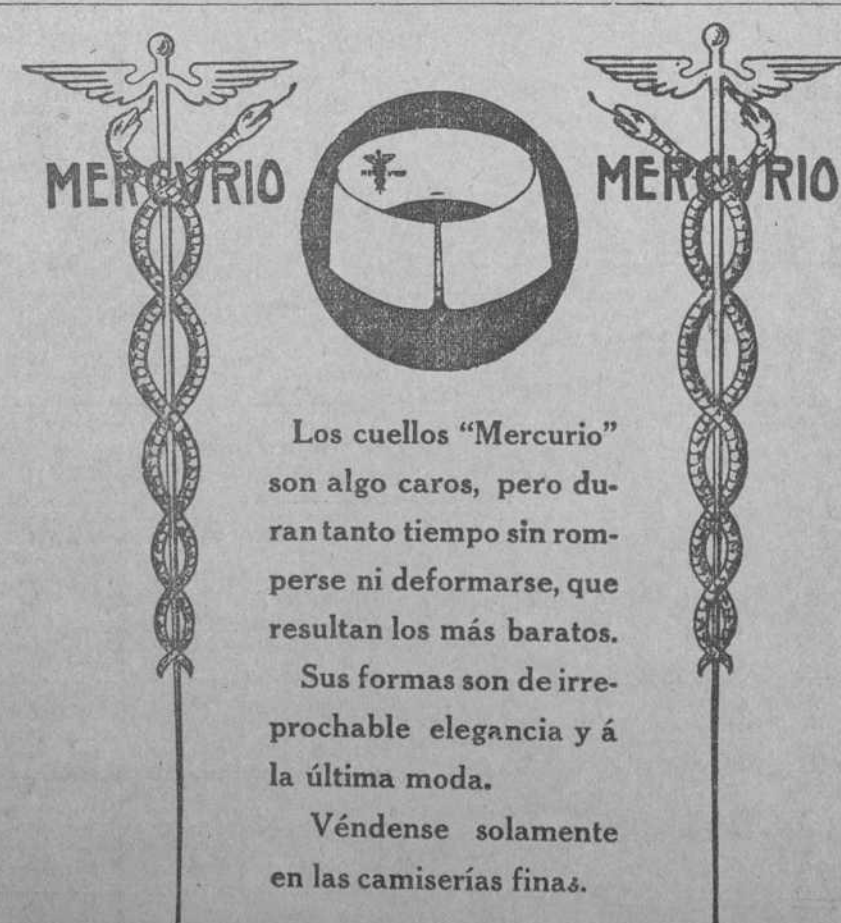 MERCURIO
MERCURIO
Los cuellos “Mercurio”
son algo caros, pero du-
ran tanto tiempo sin rom-
perse ni deformarse, que
resultan los más baratos.
Sus formas son de irre-
prochable elegancia y á
la última moda.
Véndense solamente
en las camiserías finas.